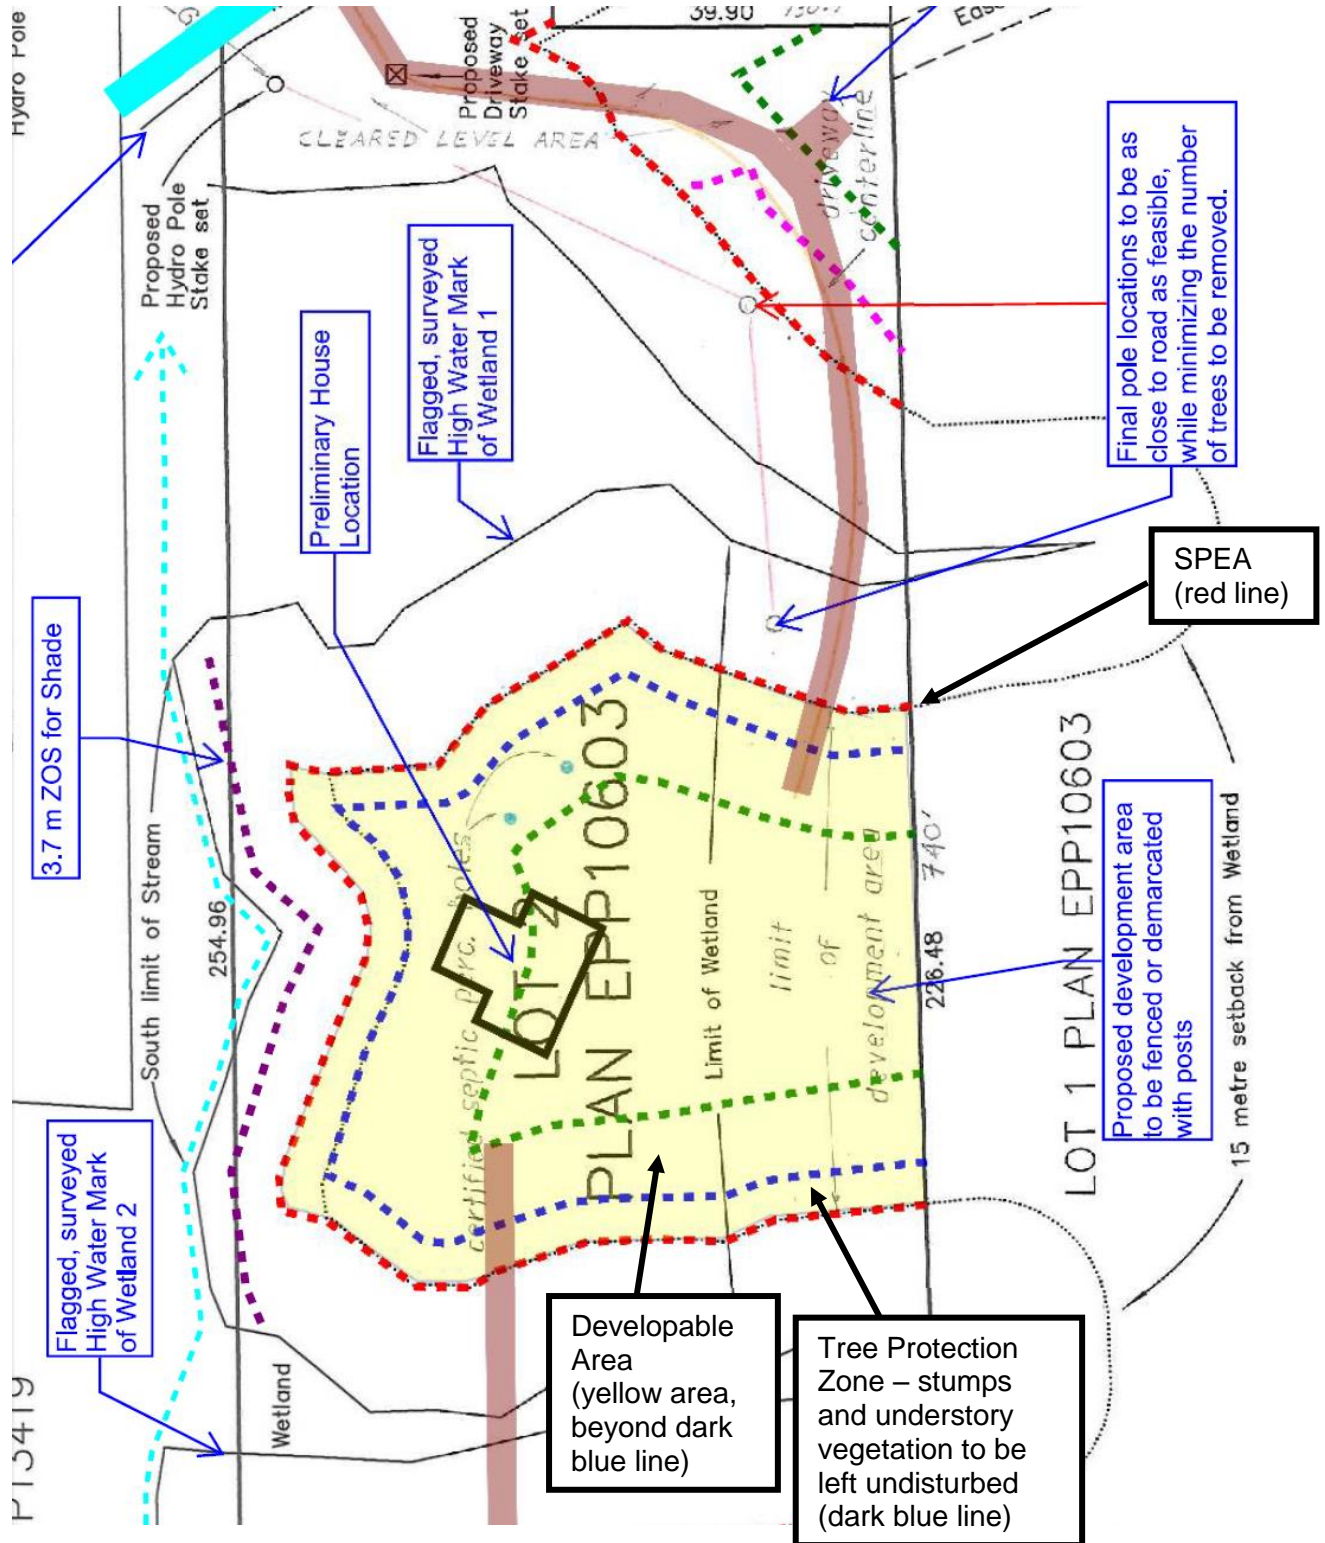 Hydro Pole
G
39.90
130.9
Ease
Proposed
Driveway
Stake set
CLEARED LEVEL AREA
driveway
centerline
Proposed
Hydro Pole
Stake set
Flagged, surveyed
High Water Mark
of Wetland 1
Preliminary House
Location
Final pole locations to be as
close to road as feasible,
while minimizing the number
of trees to be removed.
SPEA
(red line)
3.7 m ZOS for Shade
South limit of Stream
254.96
certified septic perc. holes
LOT 2
PLAN EPP10603
Limit of Wetland
limit
of
development area
226.48
740'
LOT 1 PLAN EPP10603
Proposed development area
to be fenced or demarcated
with posts
15 metre setback from Wetland
Flagged, surveyed
High Water Mark
of Wetland 2
Wetland
P13419
Developable
Area
(yellow area,
beyond dark
blue line)
Tree Protection
Zone – stumps
and understory
vegetation to be
left undisturbed
(dark blue line)